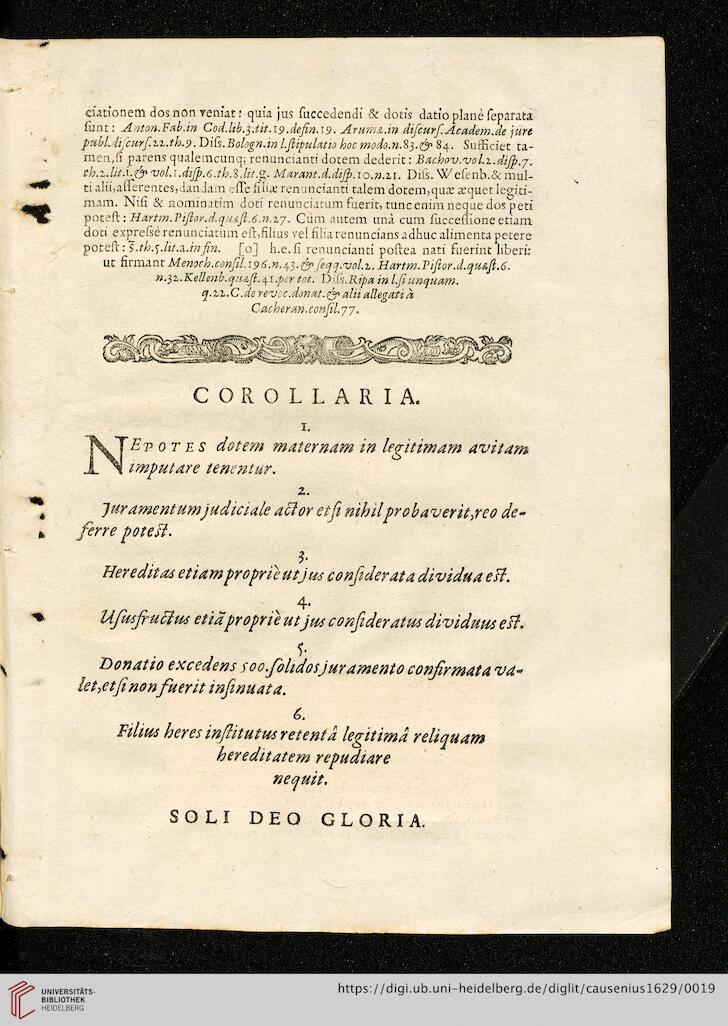 ciationem dos non veniat: quia jus ſuccedendi & dotis datio planè ſeparata
ſunt: Anton.Fab.in Cod.lib.3.tit.19.defin.19. Arumæ.in diſcurſ.Academ.de jure
publ.diſcurſ.22.th.9. Diſſ.Bologn.in l.ſtipulatio hoc modo.n.83.& 84. Sufficiet ta-
men,ſi parens qualemcunq; renuncianti dotem dederit: Bachov.vol.2.diſp.7.
th.2.lit.f.& vol.1.diſp.6.th.8.lit.g. Marant.d.diſp.10.n.21. Diſſ. Weſenb.& mul-
ti alii,aſſerentes,dandam eſſe filiæ renuncianti talem dotem,quæ æquet legiti-
mam. Niſi & nominatim doti renunciatum fuerit, tunc enim neque dos peti
poteſt: Hartm.Piſtor.d.quæſt.6.n.27. Cùm autem unà cum ſucceſſione etiam
doti expreſsè renunciatum eſt,filius vel filia renuncians adhuc alimenta petere
poteſt: ſ.th.5.lit.a.in fin. [o] h.e.ſi renuncianti poſtea nati fuerint liberi:
ut firmant Menoch.conſil.196.n.43.& ſeqq.vol.2. Hartm.Piſtor.d.quæſt.6.
n.32.Kellenb.quæſt.41.per tot. Diſſ.Ripa in l.ſi unquam.
q.22.C.de revoc.donat.& alii allegati à
Cacheran.conſil.77.
COROLLARIA.
1.
NEPOTES dotem maternam in legitimam avitam
imputare tenentur.
2.
Juramentum judiciale actor etſi nihil probaverit,reo de-
ferre poteſt.
3.
Hereditas etiam propriè ut jus conſiderata dividua eſt.
4.
Uſusfructus etiã propriè ut jus conſideratus dividuus eſt.
5.
Donatio excedens 500.ſolidos juramento confirmata va-
let,etſi non fuerit inſinuata.
6.
Filius heres inſtitutus retentâ legitimâ reliquam
hereditatem repudiare
nequit.
SOLI DEO GLORIA.
UNIVERSITÄTS-
BIBLIOTHEK
HEIDELBERG
https://digi.ub.uni-heidelberg.de/diglit/causenius1629/0019